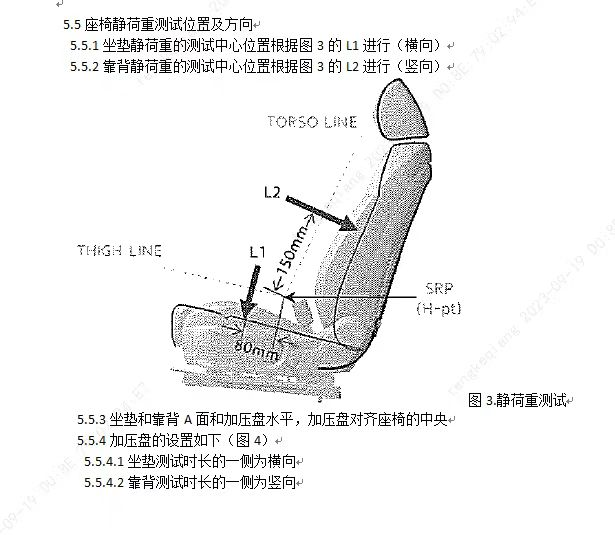 5.5 座椅静荷重测试位置及方向
5.5.1 坐垫静荷重的测试中心位置根据图 3 的 L1 进行（横向）
5.5.2 靠背静荷重的测试中心位置根据图 3 的 L2 进行（竖向）
TORSO LINE
L2
150mm
THIGH LINE
L1
SRP
(H-pt)
80mm
图 3.静荷重测试
5.5.3 坐垫和靠背 A 面和加压盘水平，加压盘对齐座椅的中央
5.5.4 加压盘的设置如下（图 4）
5.5.4.1 坐垫测试时长的一侧为横向
5.5.4.2 靠背测试时长的一侧为竖向